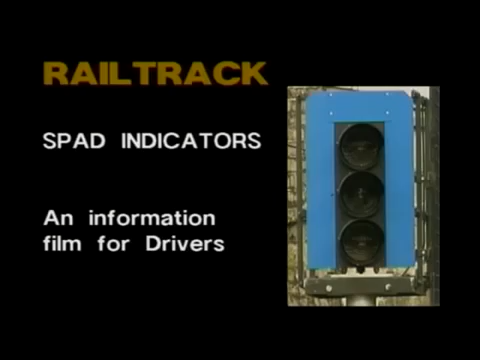 RAILTRACK
SPAD INDICATORS
An information
film for Drivers